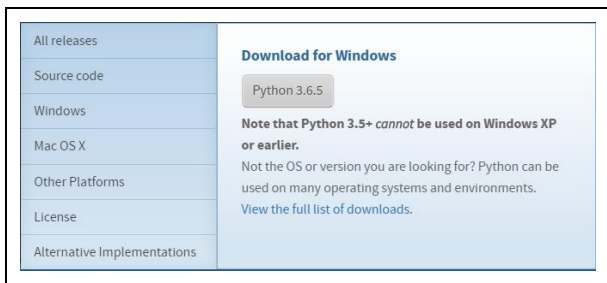 All releases
Source code
Windows
Mac OS X
Other Platforms
License
Alternative Implementations
Download for Windows
Python 3.6.5
Note that Python 3.5+ cannot be used on Windows XP
or earlier.
Not the OS or version you are looking for? Python can be
used on many operating systems and environments.
View the full list of downloads.